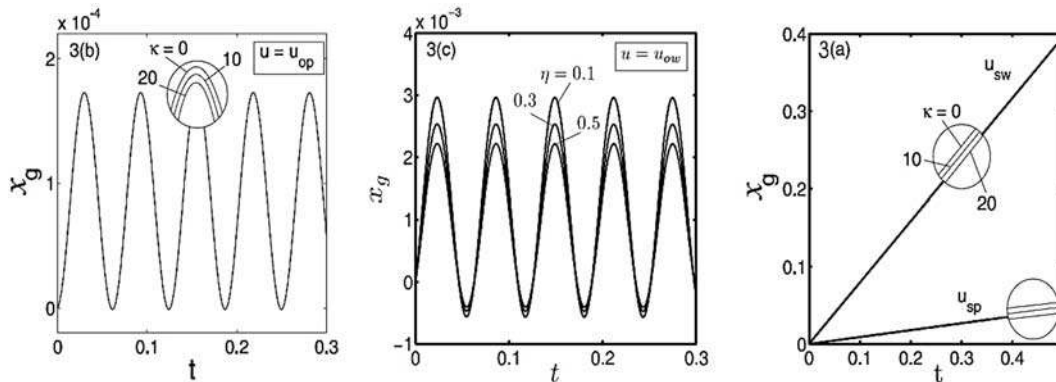 x 10⁻⁴
3(b)
κ = 0
10
20
u = u_op
2
1
0
x_g
0
0.1
0.2
0.3
t
x 10⁻³
3(c)
u = u_ow
η = 0.1
0.3
0.5
4
3
2
1
0
−1
x_g
0
0.1
0.2
0.3
t
3(a)
u_sw
κ = 0
10
20
u_sp
0.4
0.3
0.2
0.1
0
x_g
0
0.1
0.2
0.3
0.4
t